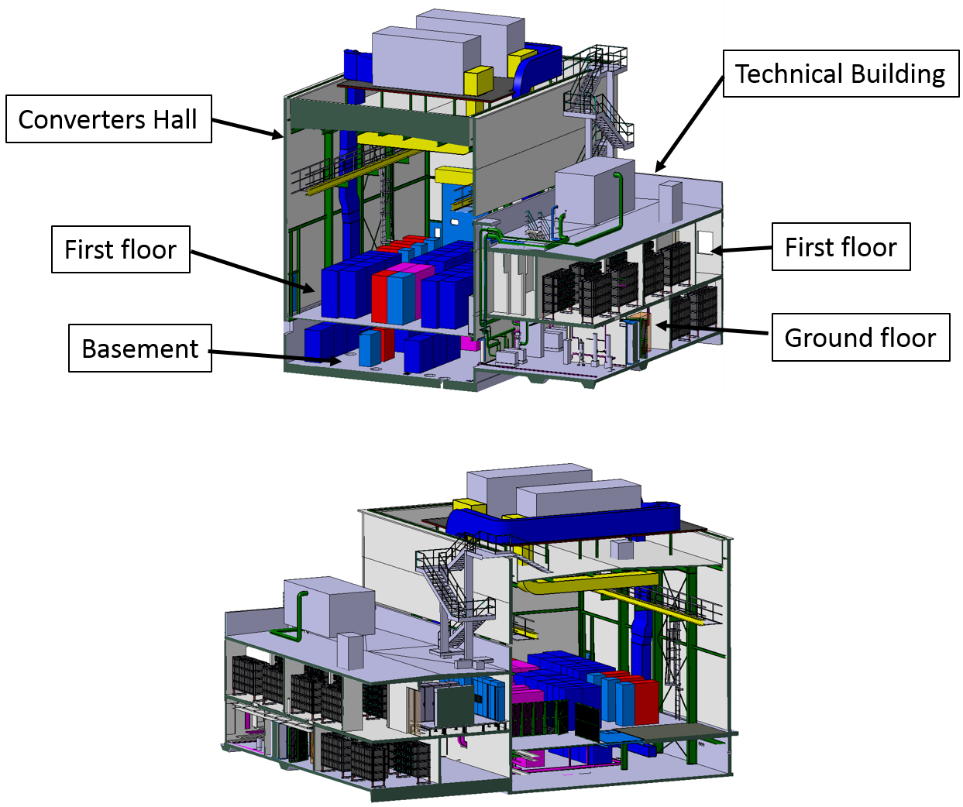 Technical Building
Converters Hall
First floor
First floor
Basement
Ground floor